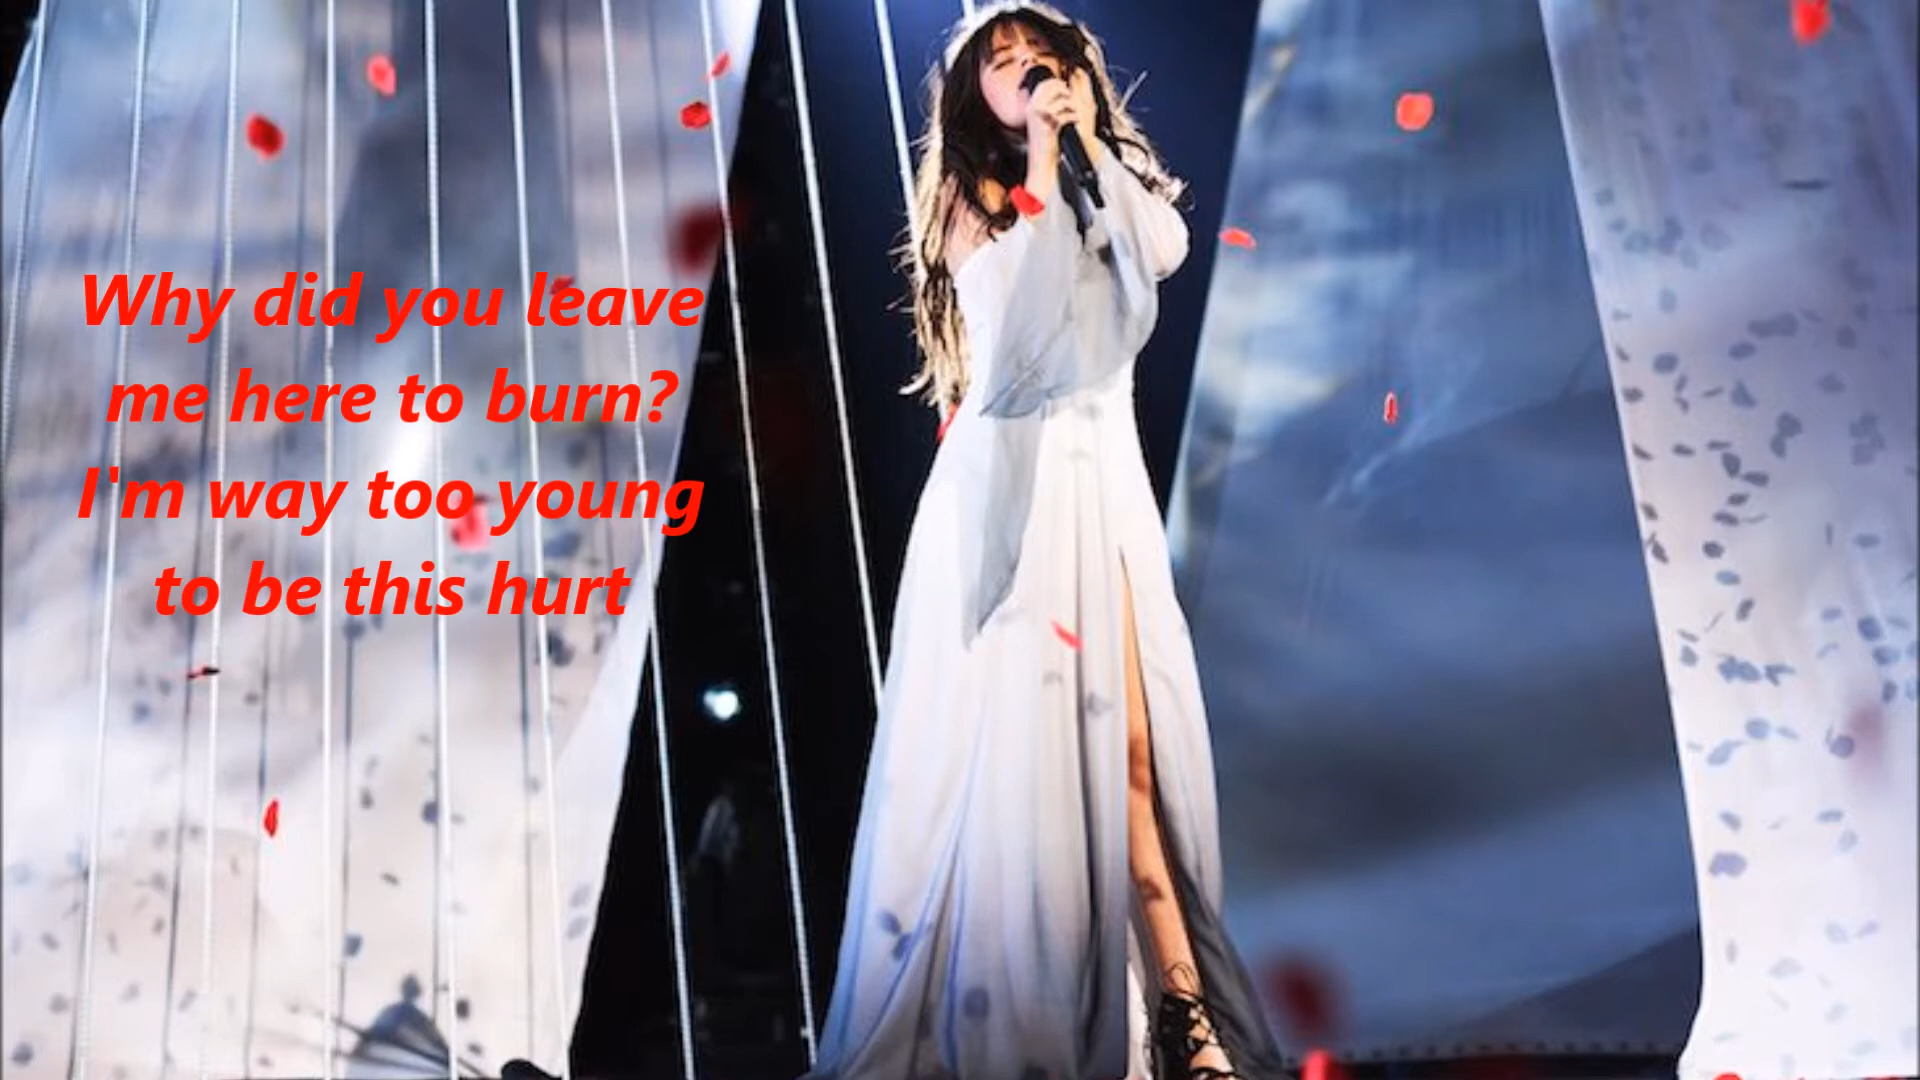 Why did you leave
me here to burn?
I'm way too young
to be this hurt